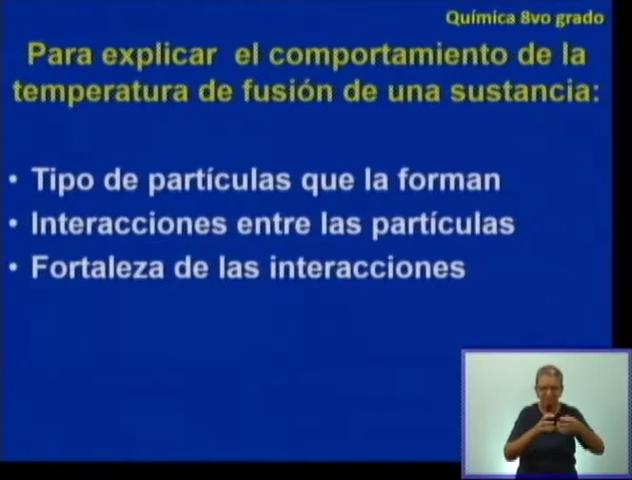 Química 8vo grado
Para explicar el comportamiento de la
temperatura de fusión de una sustancia:
• Tipo de partículas que la forman
• Interacciones entre las partículas
• Fortaleza de las interacciones